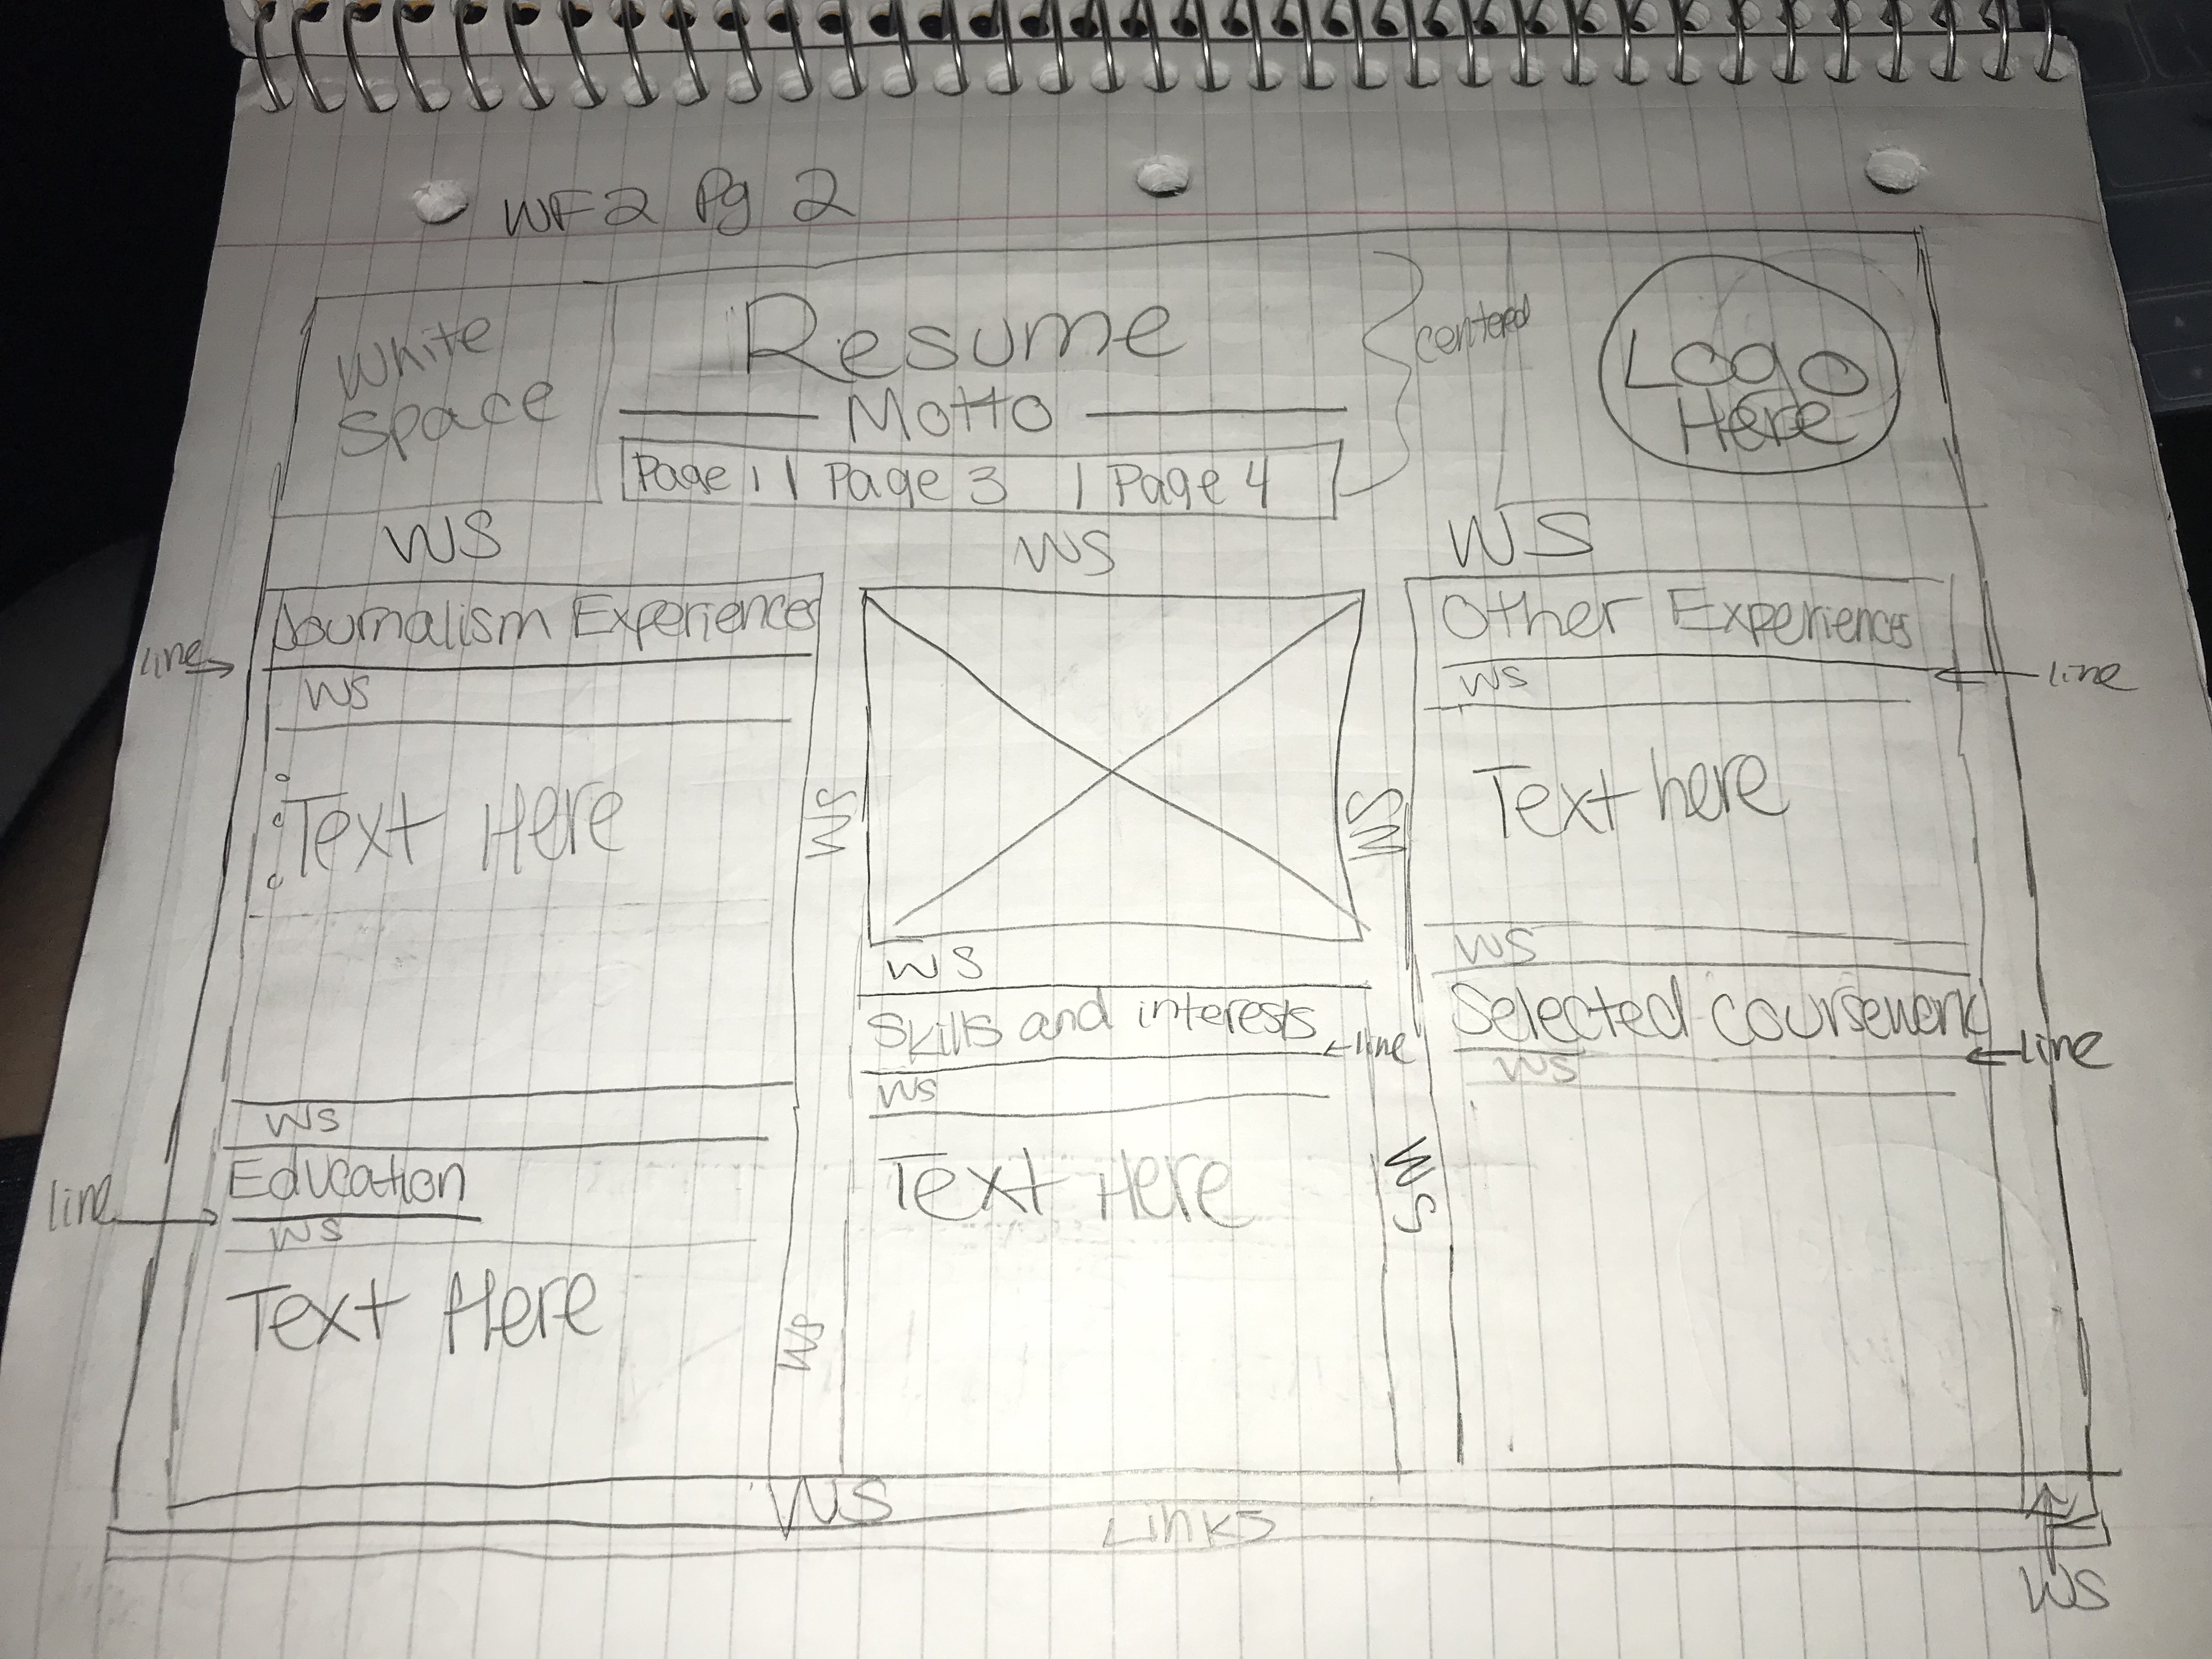 WF2 Pg 2
White
Space
Resume
Motto
Page 1 | Page 3 | Page 4
centered
Logo
Here
WS
WS
WS
Journalism Experiences
line
WS
Text Here
WS
Education
line
WS
Text Here
WS
WS
WS
WS
Skills and interests
line
WS
Text Here
WS
WS
Other Experiences
line
WS
Text here
WS
Selected coursework
line
WS
WS
Links
WS